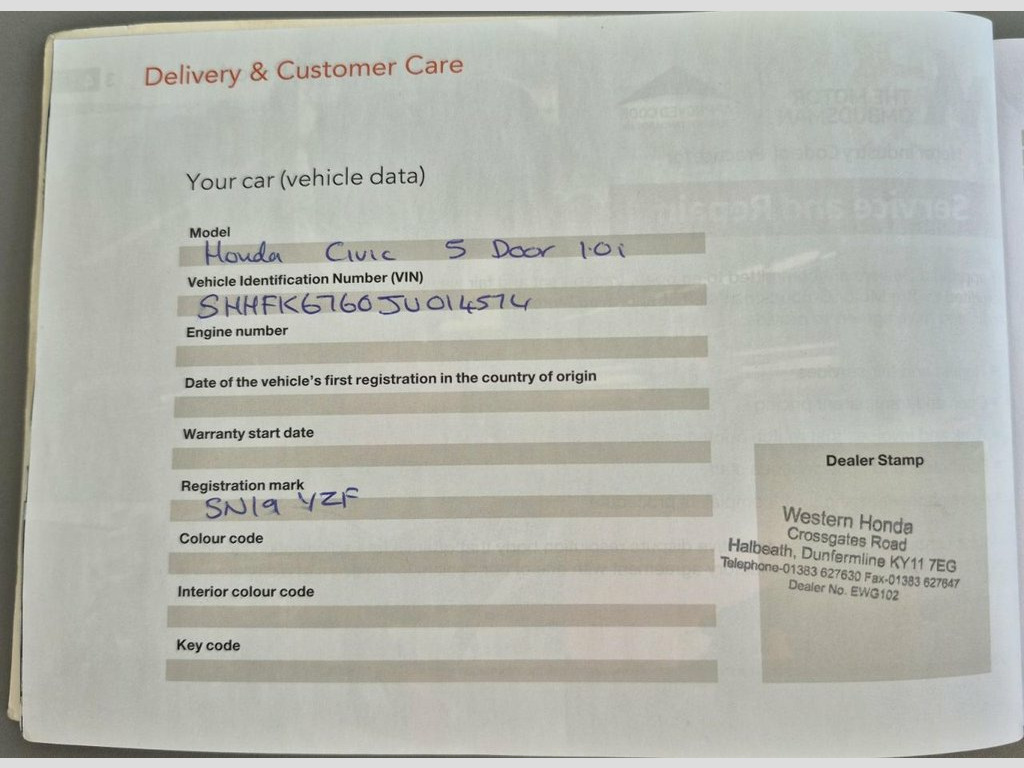 Delivery & Customer Care
Your car (vehicle data)
Model
Honda Civic 5 Door 1.0i
Vehicle Identification Number (VIN)
SHHFK6760JU014574
Engine number
Date of the vehicle's first registration in the country of origin
Warranty start date
Registration mark
SN19 YZF
Colour code
Interior colour code
Key code
Dealer Stamp
Western Honda
Crossgates Road
Halbeath, Dunfermline KY11 7EG
Telephone-01383 627630 Fax-01383 627647
Dealer No. EWG102